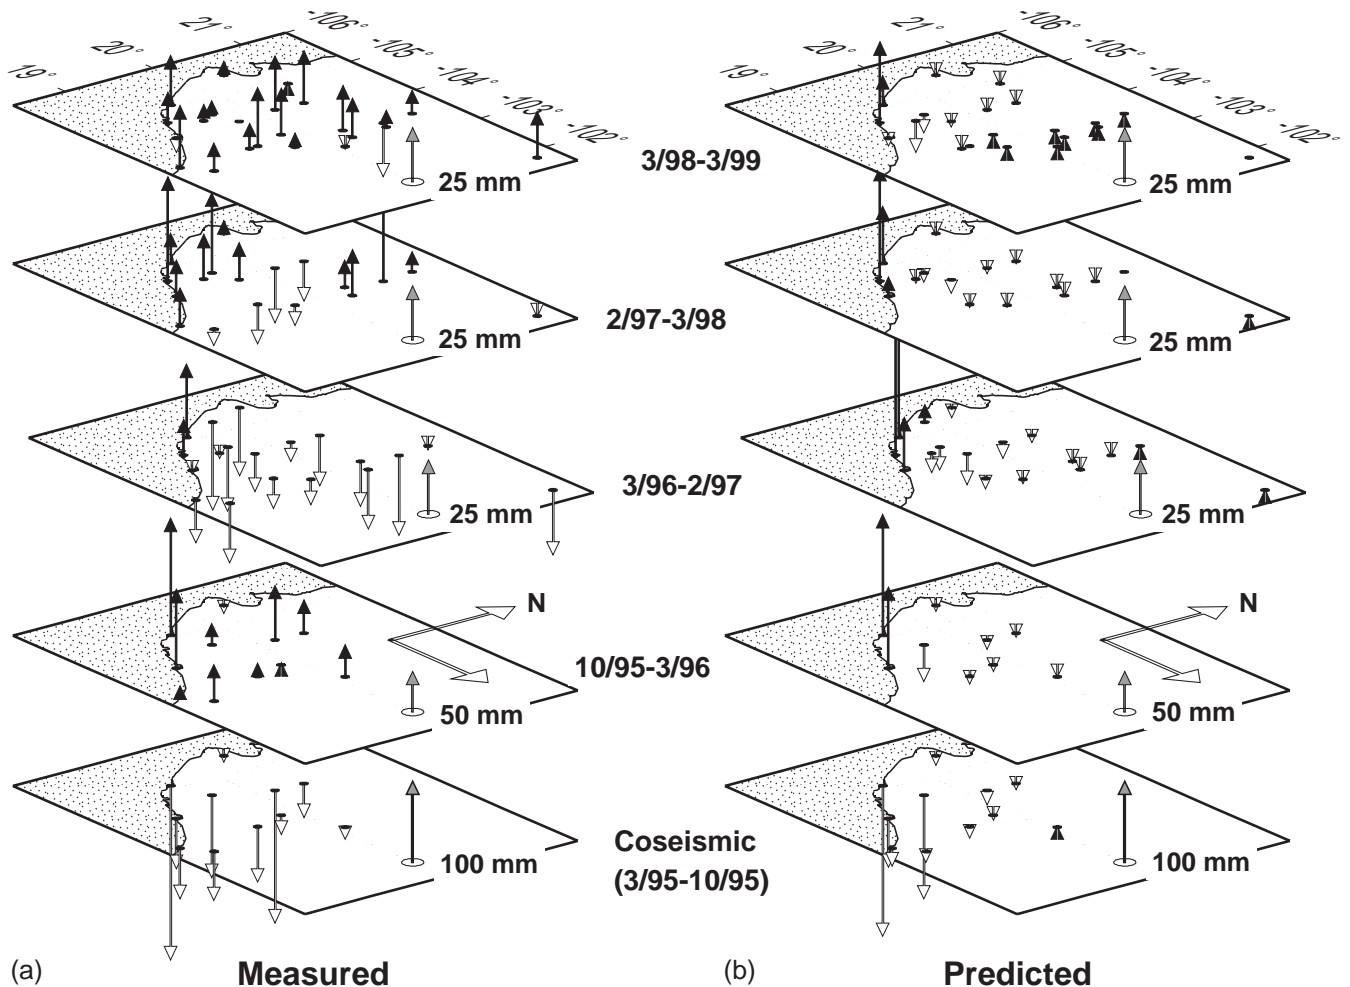 19° 20° 21° -106° -105° -104° -103° -102°
19° 20° 21° -106° -105° -104° -103° -102°
25 mm
3/98-3/99
25 mm
25 mm
2/97-3/98
25 mm
25 mm
3/96-2/97
25 mm
N
N
50 mm
10/95-3/96
50 mm
100 mm
Coseismic
(3/95-10/95)
100 mm
(a) Measured
(b) Predicted